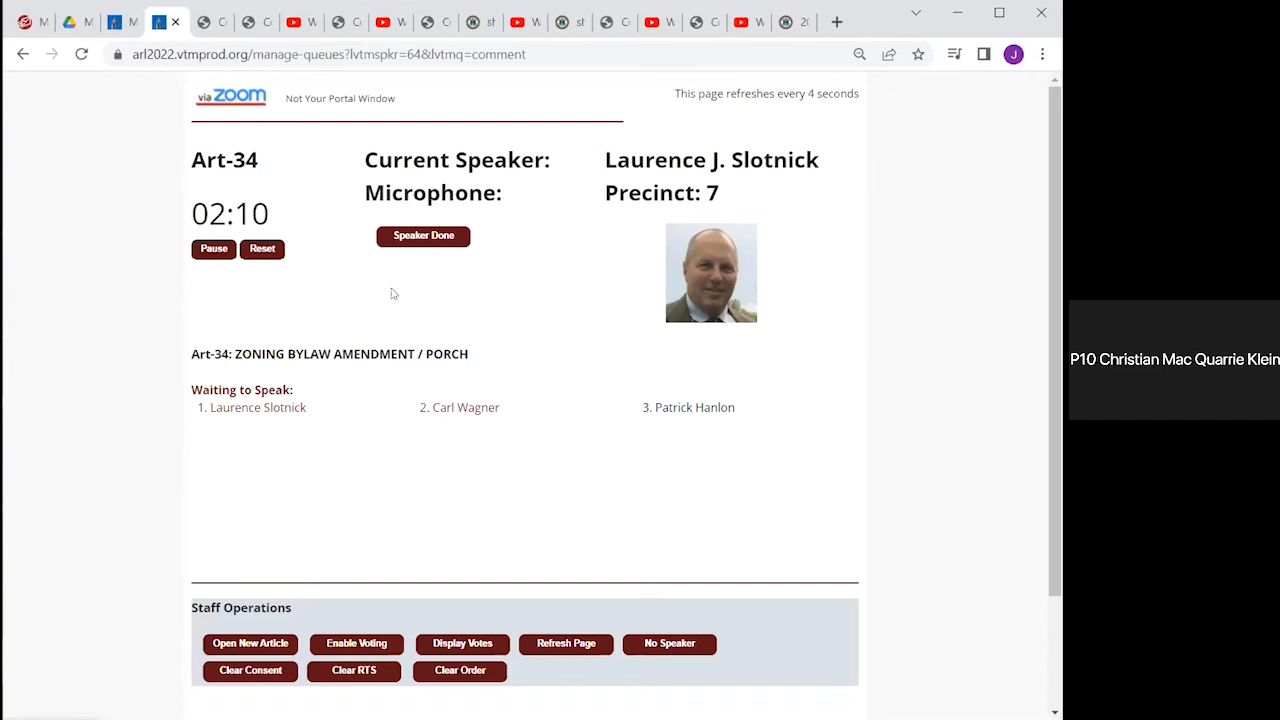 M
M
M
C
C
W
C
W
C
st
W
st
C
W
C
W
20
arl2022.vtmprod.org/manage-queues?lvtmspkr=64&lvtmq=comment
J
via ZOOM
Not Your Portal Window
This page refreshes every 4 seconds
Art-34
Current Speaker:
Laurence J. Slotnick
Microphone:
Precinct: 7
02:10
Pause
Reset
Speaker Done
Art-34: ZONING BYLAW AMENDMENT / PORCH
Waiting to Speak:
1. Laurence Slotnick
2. Carl Wagner
3. Patrick Hanlon
P10 Christian Mac Quarrie Klein
Staff Operations
Open New Article
Enable Voting
Display Votes
Refresh Page
No Speaker
Clear Consent
Clear RTS
Clear Order